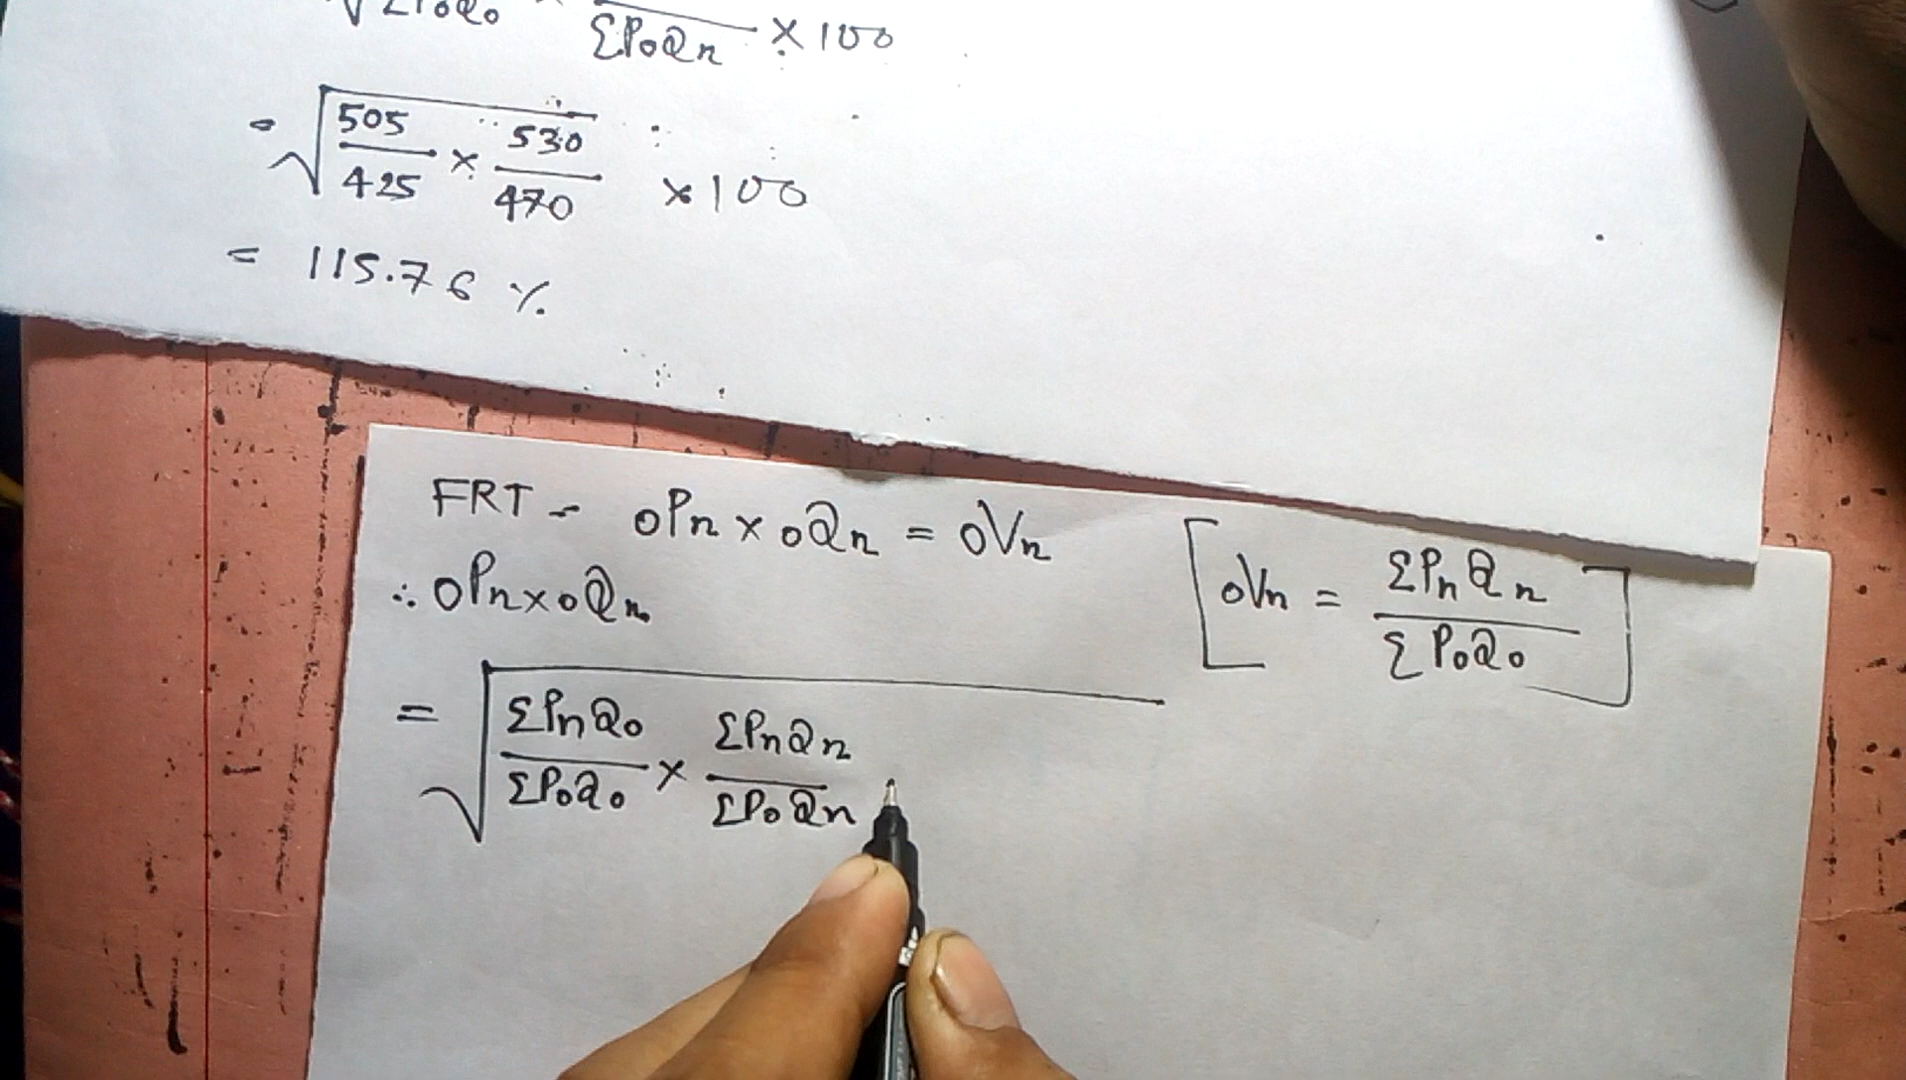 √ΣP₀Q₀ × ΣP₀Qn × 100
= √(505/425 × 530/470) × 100
= 115.76 %
FRT - ₀Pn × ₀Qn = ₀Vn [₀Vn = ΣPnQn / ΣP₀Q₀]
∴ ₀Pn × ₀Qn
= √(ΣPnQ₀/ΣP₀Q₀ × ΣPnQn/ΣP₀Qn